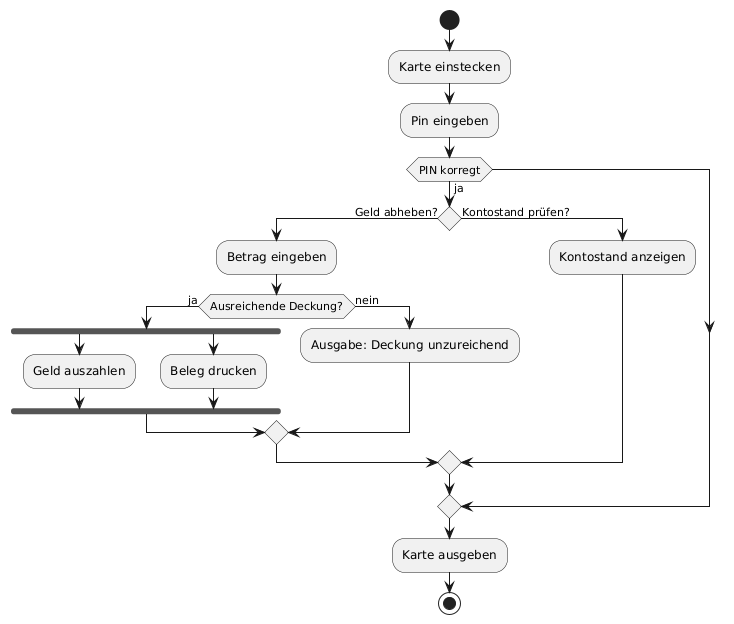 Karte einstecken
Pin eingeben
PIN korregt
ja
Geld abheben?
Kontostand prüfen?
Betrag eingeben
Kontostand anzeigen
ja
Ausreichende Deckung?
nein
Ausgabe: Deckung unzureichend
Geld auszahlen
Beleg drucken
Karte ausgeben